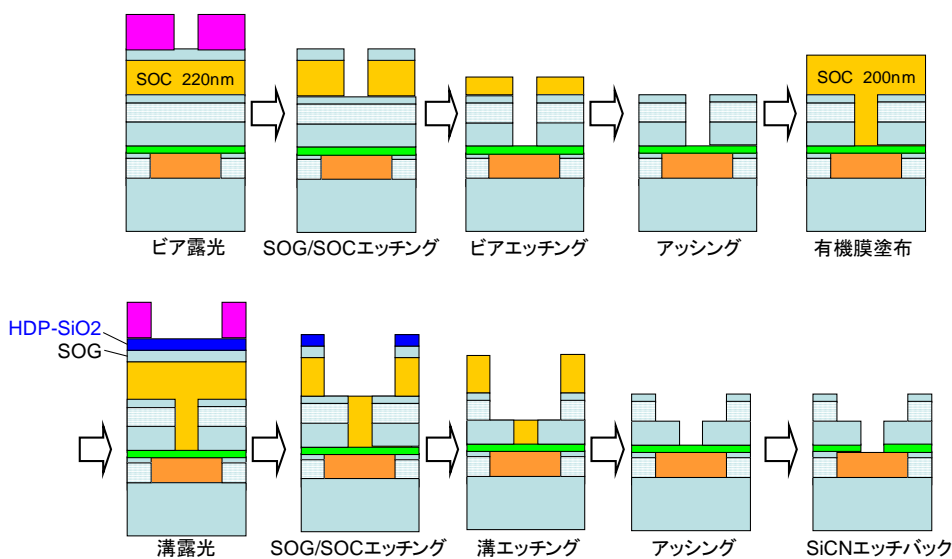 SOC 220nm
SOC 200nm
ビア露光
SOG/SOCエッチング
ビアエッチング
アッシング
有機膜塗布
HDP-SiO2
SOG
溝露光
SOG/SOCエッチング
溝エッチング
アッシング
SiCNエッチバック